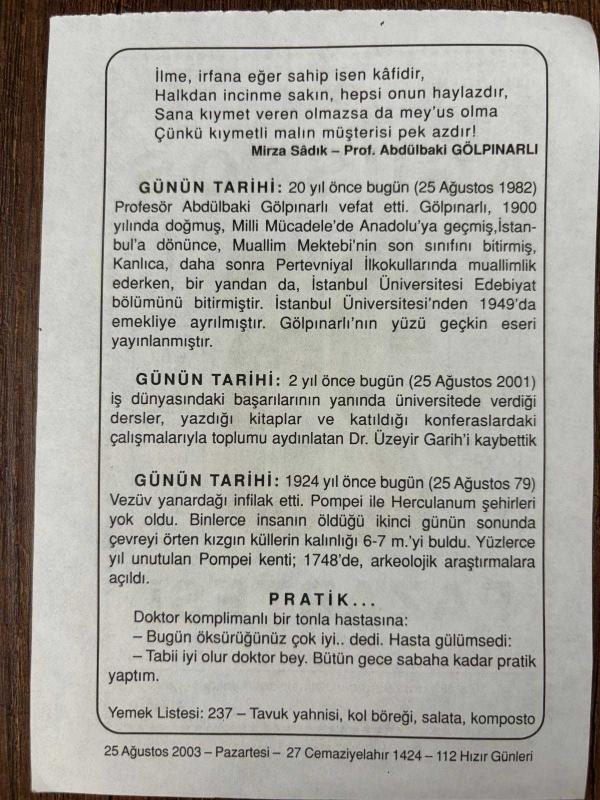 İlme, irfana eğer sahip isen kâfidir,
Halkdan incinme sakın, hepsi onun haylazdır,
Sana kıymet veren olmazsa da mey'us olma
Çünkü kıymetli malın müşterisi pek azdır!
Mirza Sâdık – Prof. Abdülbaki GÖLPINARLI
GÜNÜN TARİHİ: 20 yıl önce bugün (25 Ağustos 1982)
Profesör Abdülbaki Gölpınarlı vefat etti. Gölpınarlı, 1900
yılında doğmuş, Milli Mücadele'de Anadolu'ya geçmiş,İstan-
bul'a dönünce, Muallim Mektebi'nin son sınıfını bitirmiş,
Kanlıca, daha sonra Pertevniyal İlkokullarında muallimlik
ederken, bir yandan da, İstanbul Üniversitesi Edebiyat
bölümünü bitirmiştir. İstanbul Üniversitesi'nden 1949'da
emekliye ayrılmıştır. Gölpınarlı'nın yüzü geçkin eseri
yayınlanmıştır.
GÜNÜN TARİHİ: 2 yıl önce bugün (25 Ağustos 2001)
iş dünyasındaki başarılarının yanında üniversitede verdiği
dersler, yazdığı kitaplar ve katıldığı konferaslardaki
çalışmalarıyla toplumu aydınlatan Dr. Üzeyir Garih'i kaybettik
GÜNÜN TARİHİ: 1924 yıl önce bugün (25 Ağustos 79)
Vezüv yanardağı infilak etti. Pompei ile Herculanum şehirleri
yok oldu. Binlerce insanın öldüğü ikinci günün sonunda
çevreyi örten kızgın küllerin kalınlığı 6-7 m.'yi buldu. Yüzlerce
yıl unutulan Pompei kenti; 1748'de, arkeolojik araştırmalara
açıldı.
PRATİK...
Doktor komplimanlı bir tonla hastasına:
– Bugün öksürüğünüz çok iyi.. dedi. Hasta gülümsedi:
– Tabii iyi olur doktor bey. Bütün gece sabaha kadar pratik
yaptım.
Yemek Listesi: 237 – Tavuk yahnisi, kol böreği, salata, komposto
25 Ağustos 2003 – Pazartesi – 27 Cemaziyelahır 1424 – 112 Hızır Günleri